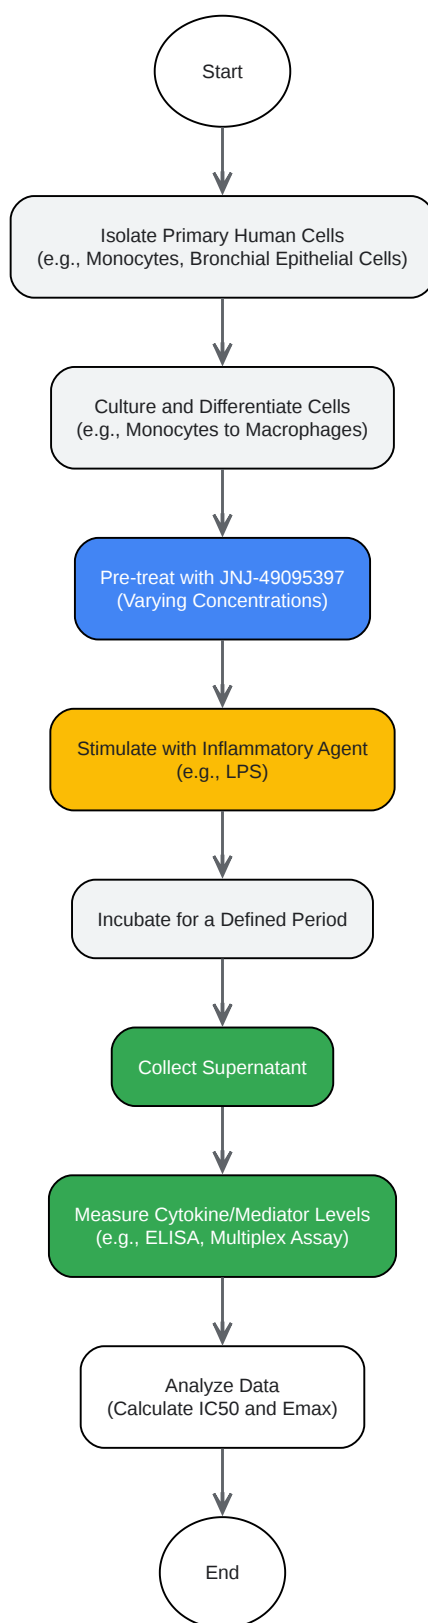 Start
Isolate Primary Human Cells
(e.g., Monocytes, Bronchial Epithelial Cells)
Culture and Differentiate Cells
(e.g., Monocytes to Macrophages)
Pre-treat with JNJ-49095397
(Varying Concentrations)
Stimulate with Inflammatory Agent
(e.g., LPS)
Incubate for a Defined Period
Collect Supernatant
Measure Cytokine/Mediator Levels
(e.g., ELISA, Multiplex Assay)
Analyze Data
(Calculate IC50 and Emax)
End